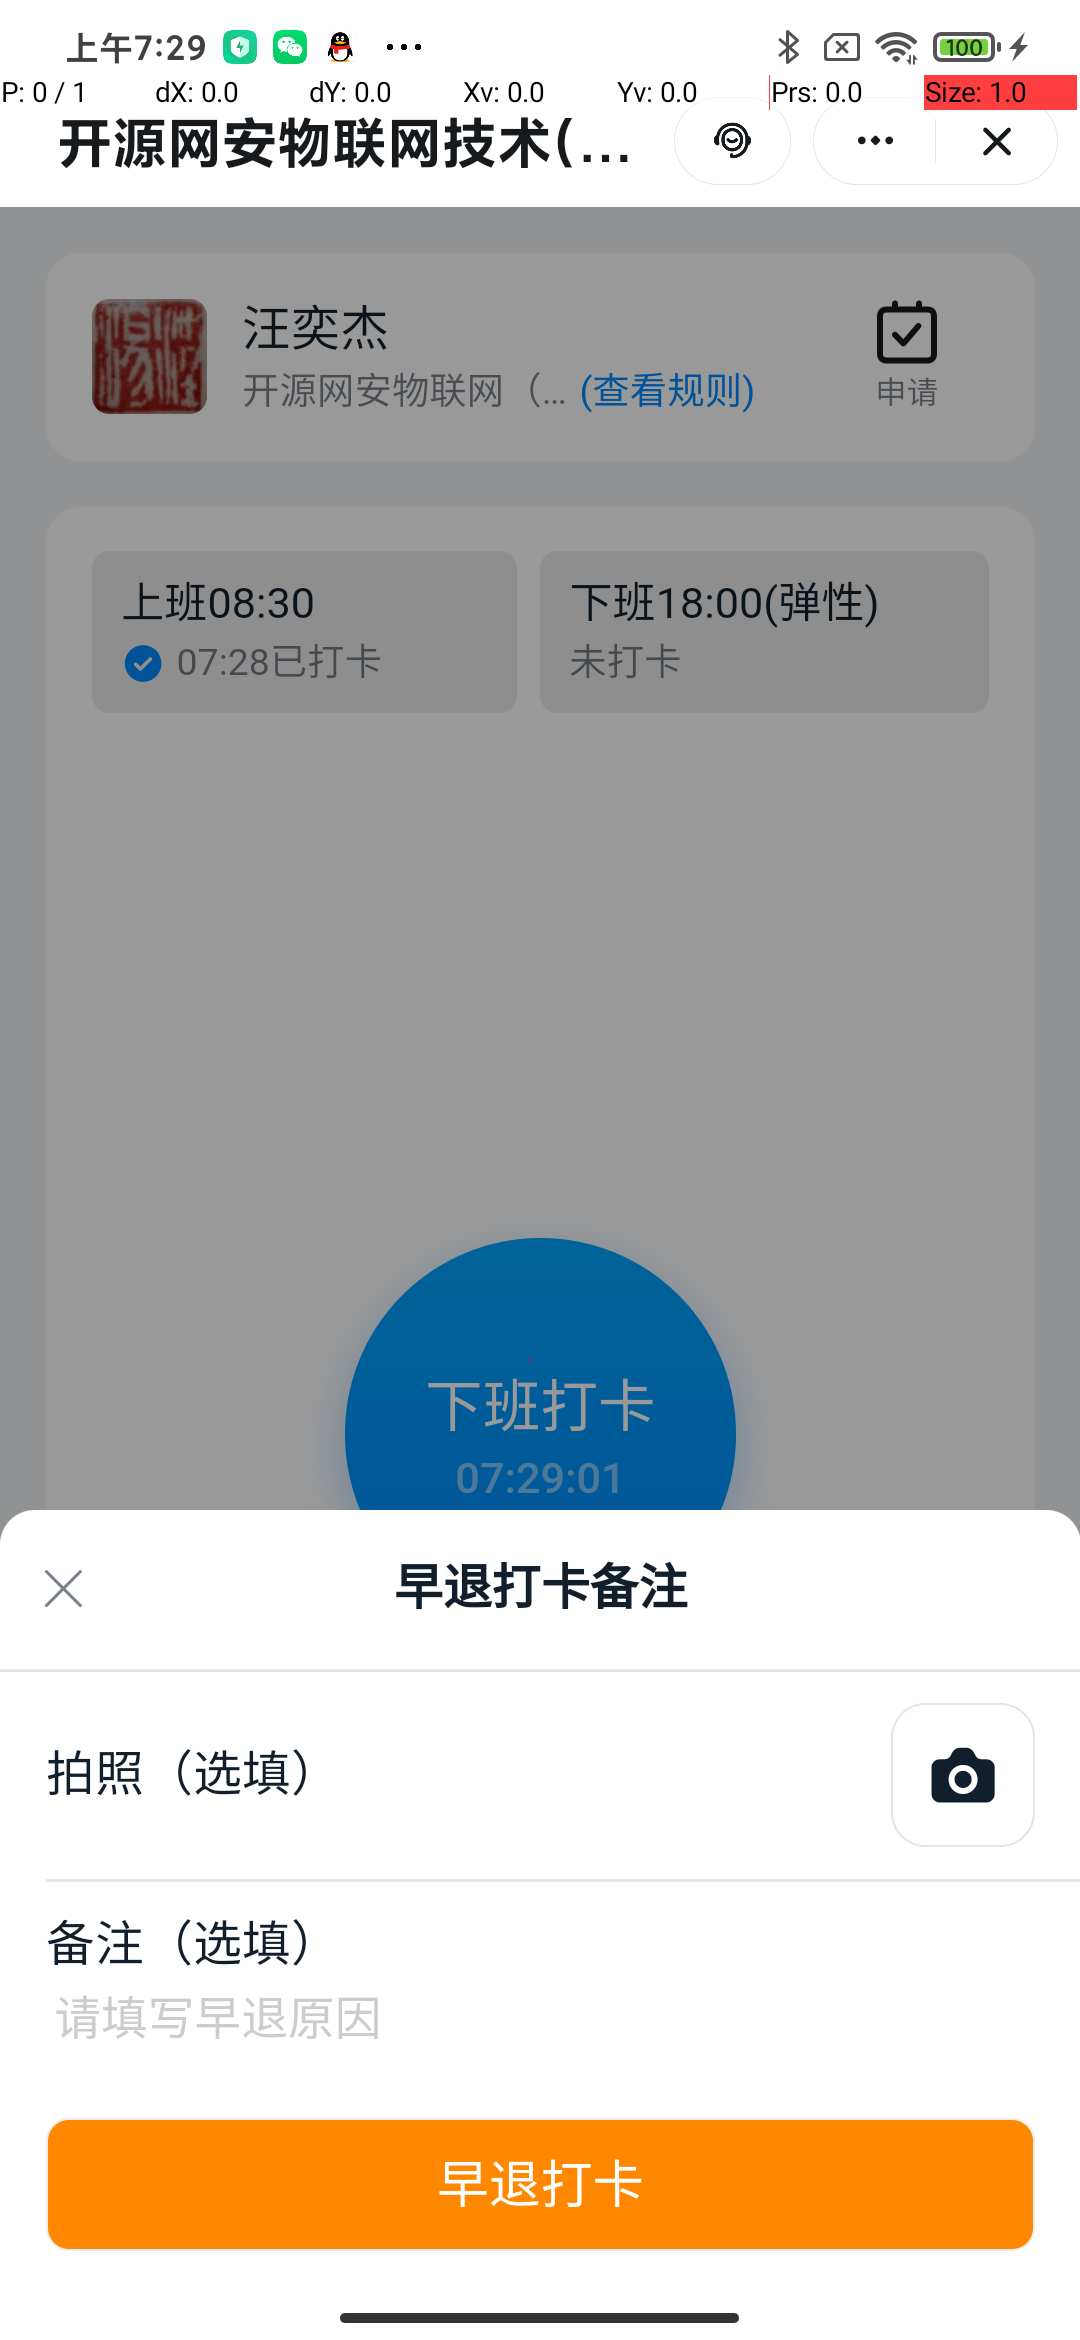 上午7:29
100
P: 0 / 1 dX: 0.0 dY: 0.0 Xv: 0.0 Yv: 0.0 Prs: 0.0 Size: 1.0
开源网安物联网技术(...
汪奕杰
开源网安物联网（... (查看规则)
申请
上班08:30
07:28已打卡
下班18:00(弹性)
未打卡
下班打卡
07:29:01
早退打卡备注
拍照（选填）
备注（选填）
请填写早退原因
早退打卡